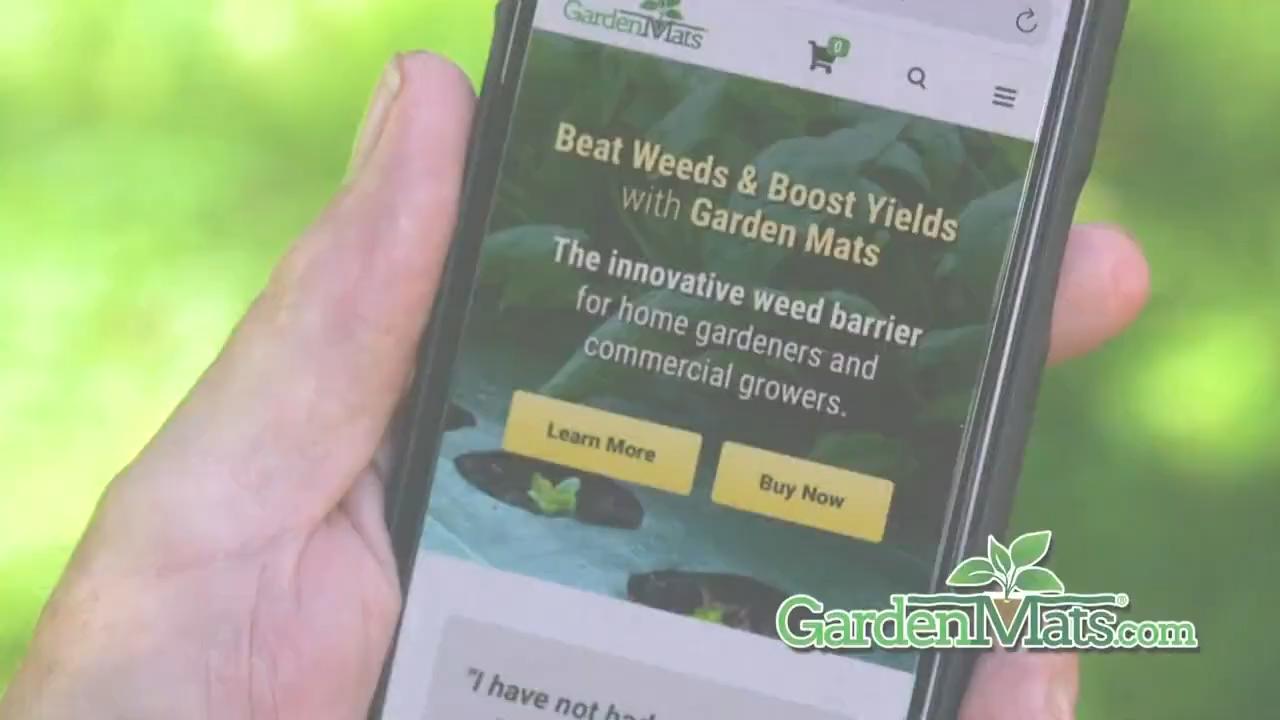 GardenMats
0
Beat Weeds & Boost Yields
with Garden Mats
The innovative weed barrier
for home gardeners and
commercial growers.
Learn More
Buy Now
"I have not had
GardenMats®.com